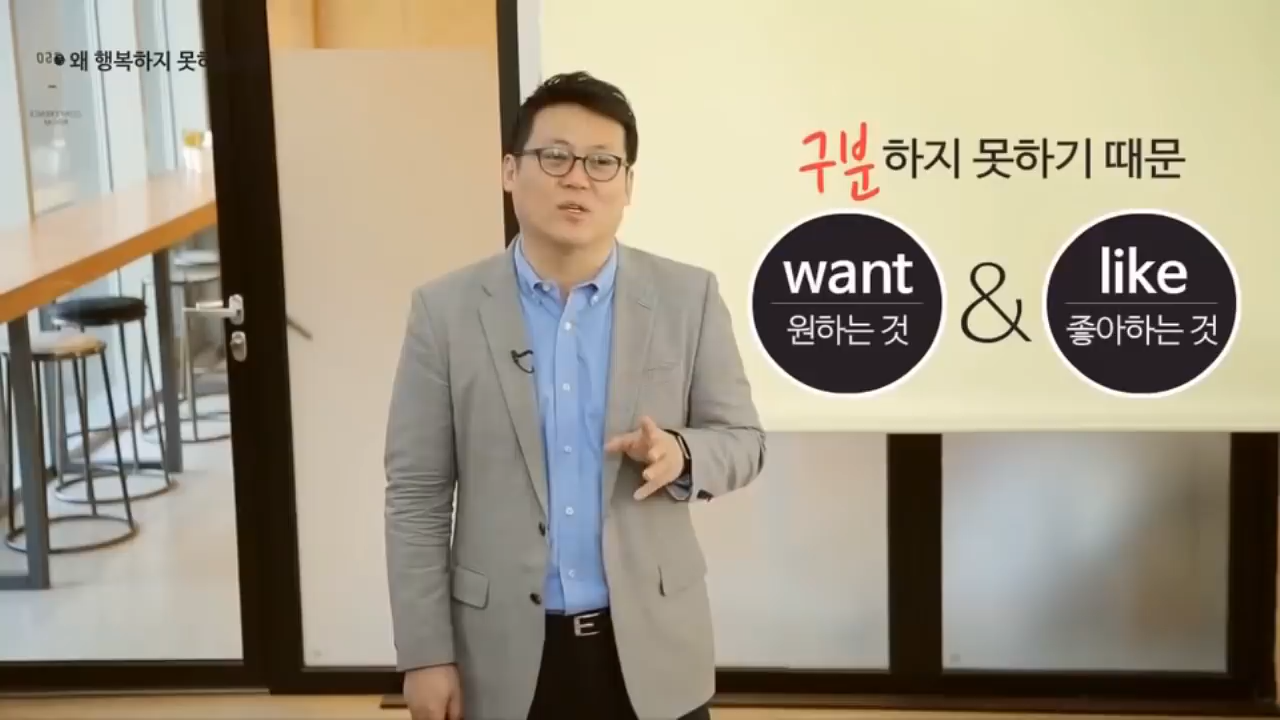 왜 행복하지 못하
구분하지 못하기 때문
want & like
원하는 것 좋아하는 것